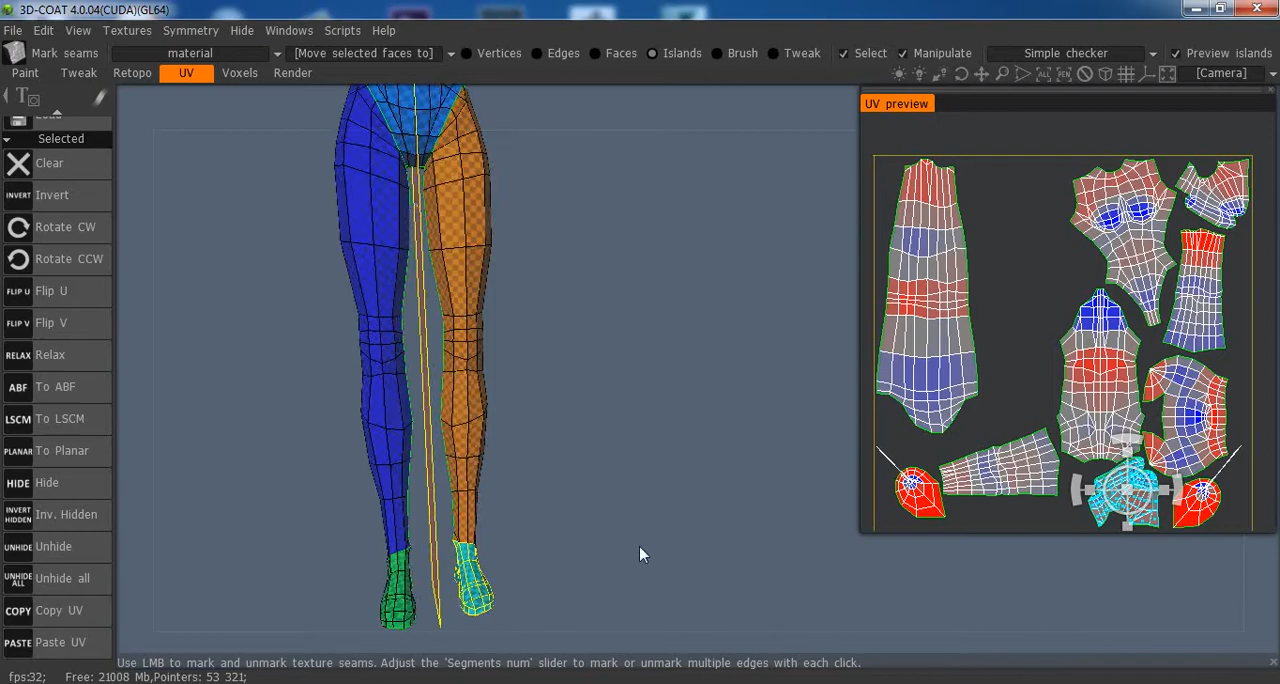 3D-COAT 4.0.04(CUDA)(GL64)
File Edit View Textures Symmetry Hide Windows Scripts Help
Mark seams material [Move selected faces to] Vertices Edges Faces Islands Brush Tweak Select Manipulate Simple checker Preview islands
Paint Tweak Retopo UV Voxels Render ALL PEN [Camera]
UV preview
Selected
Clear
INVERT Invert
Rotate CW
Rotate CCW
FLIP U Flip U
FLIP V Flip V
RELAX Relax
ABF To ABF
LSCM To LSCM
PLANAR To Planar
HIDE Hide
INVERT HIDDEN Inv. Hidden
UNHIDE Unhide
UNHIDE ALL Unhide all
COPY Copy UV
PASTE Paste UV
Use LMB to mark and unmark texture seams. Adjust the 'Segments num' slider to mark or unmark multiple edges with each click.
fps:32; Free: 21008 Mb,Pointers: 53 321;